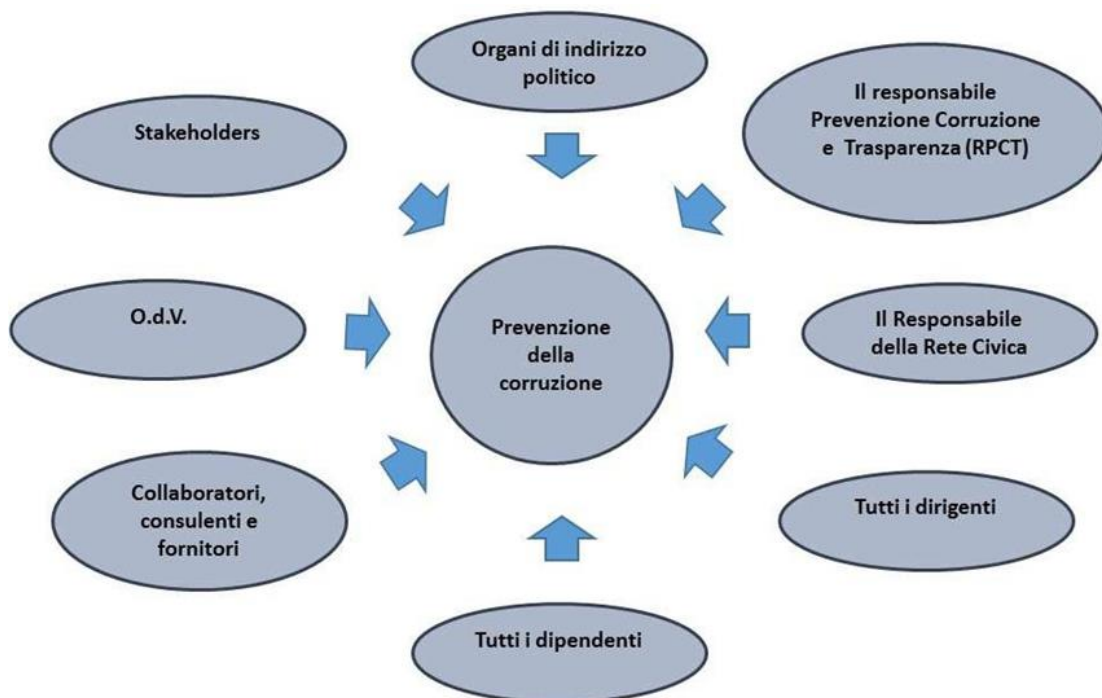 Organi di indirizzo
politico
Il responsabile
Prevenzione Corruzione
e Trasparenza (RPCT)
Stakeholders
O.d.V.
Prevenzione
della
corruzione
Il Responsabile
della Rete Civica
Collaboratori,
consulenti e
fornitori
Tutti i dirigenti
Tutti i dipendenti